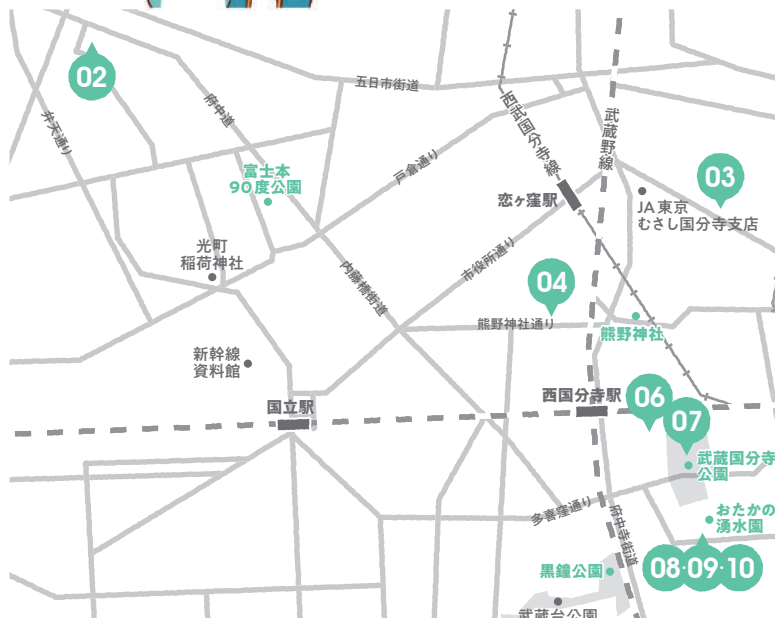 02
五日市街道
府中道
弁天通り
西武国分寺線
武蔵野線
戸倉通り
富士本
90度公園
恋ヶ窪駅
03
JA東京
むさし国分寺支店
光町
稲荷神社
内藤橋街道
市役所通り
04
熊野神社通り
熊野神社
新幹線
資料館
国立駅
西国分寺駅
06
07
武蔵国分寺
公園
多喜窪通り
府中寺街道
おたかの
湧水園
黒鐘公園
08·09·10
武蔵台公園